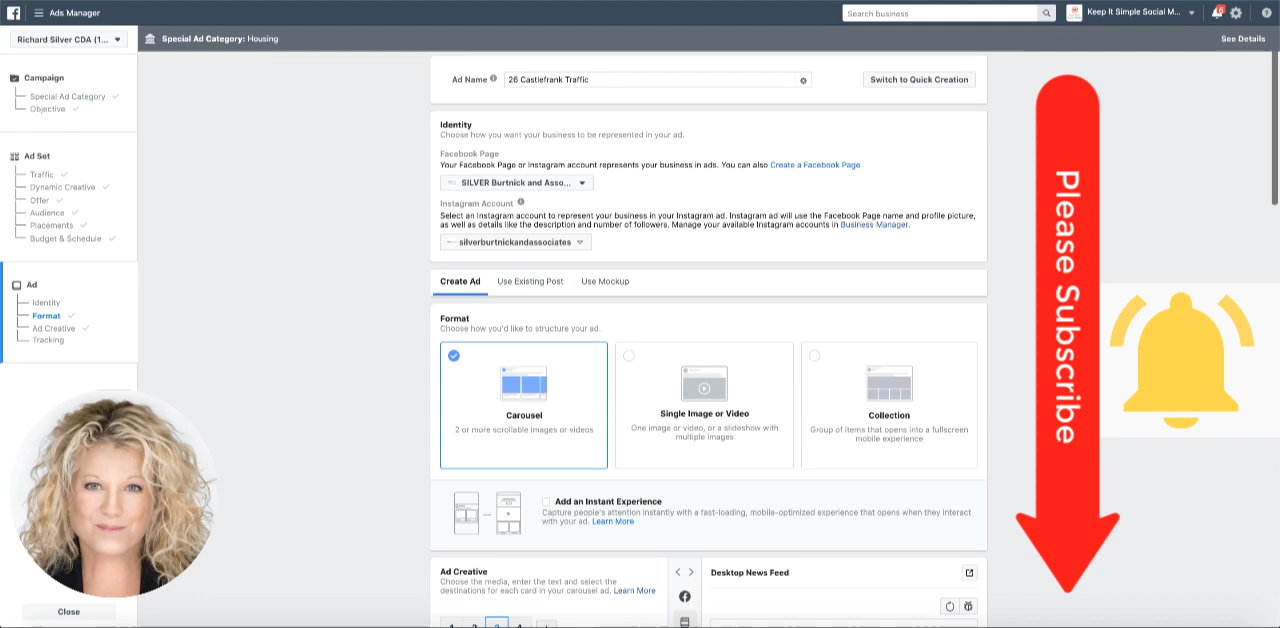 Ads Manager
Search business
Keep It Simple Social M...
Richard Silver CDA (1...
Special Ad Category: Housing
See Details
Campaign
Special Ad Category
Objective
Ad Set
Traffic
Dynamic Creative
Offer
Audience
Placements
Budget & Schedule
Ad
Identity
Format
Ad Creative
Tracking
Close
Ad Name
26 Castlefrank Traffic
Switch to Quick Creation
Identity
Choose how you want your business to be represented in your ad.
Facebook Page
Your Facebook Page or Instagram account represents your business in ads. You can also Create a Facebook Page
SILVER Burtnick and Asso...
Instagram Account
Select an Instagram account to represent your business in your Instagram ad. Instagram ad will use the Facebook Page name and profile picture,
as well as details like the description and number of followers. Manage your available Instagram accounts in Business Manager.
silverburtnickandassociates
Create Ad Use Existing Post Use Mockup
Format
Choose how you'd like to structure your ad.
Carousel
2 or more scrollable images or videos
Single Image or Video
One image or video, or a slideshow with
multiple images
Collection
Group of items that opens into a fullscreen
mobile experience
Add an Instant Experience
Capture people's attention instantly with a fast-loading, mobile-optimized experience that opens when they interact
with your ad. Learn More
Ad Creative
Choose the media, enter the text and select the
destinations for each card in your carousel ad. Learn More
Desktop News Feed
Please Subscribe